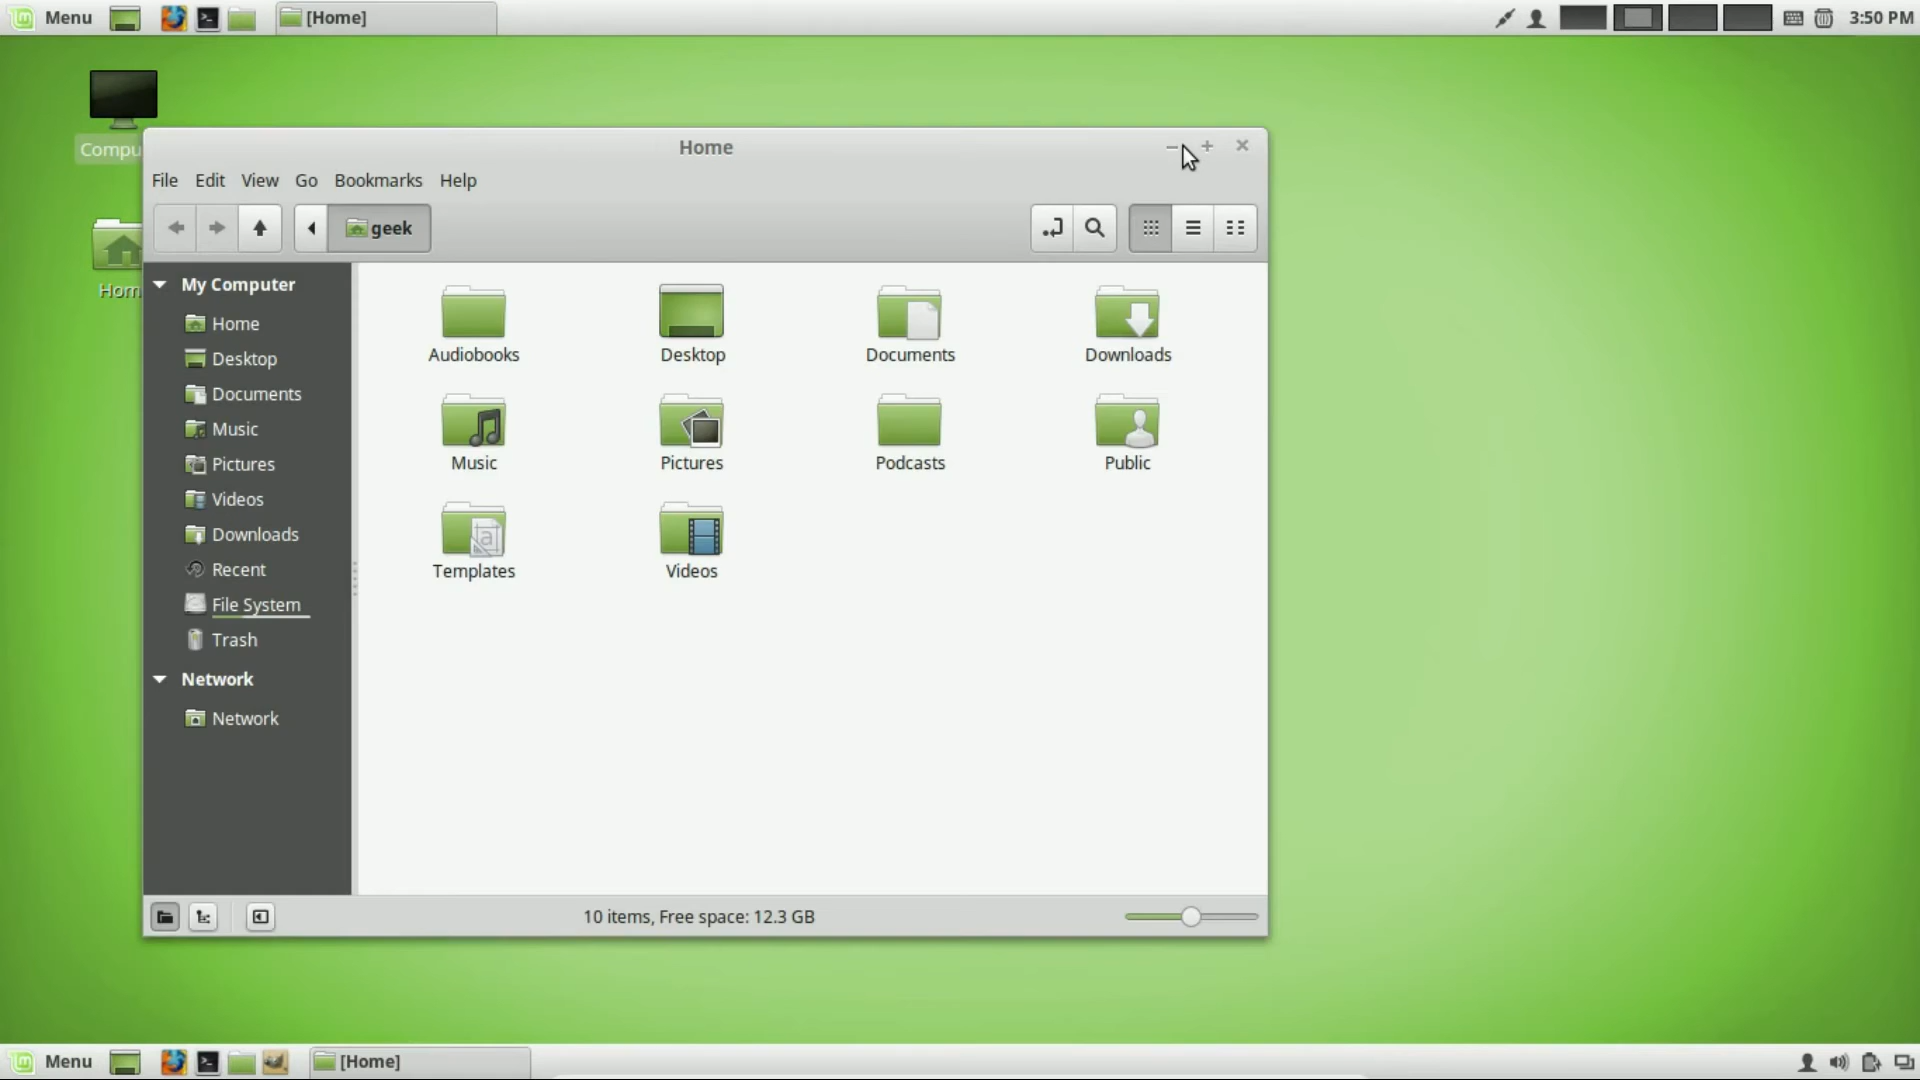 Menu
[Home]
3:50 PM
Compu
Home
File Edit View Go Bookmarks Help
geek
My Computer
Home
Desktop
Documents
Music
Pictures
Videos
Downloads
Recent
File System
Trash
Network
Network
Audiobooks Desktop Documents Downloads
Music Pictures Podcasts Public
Templates Videos
Hom
10 items, Free space: 12.3 GB
Menu
[Home]